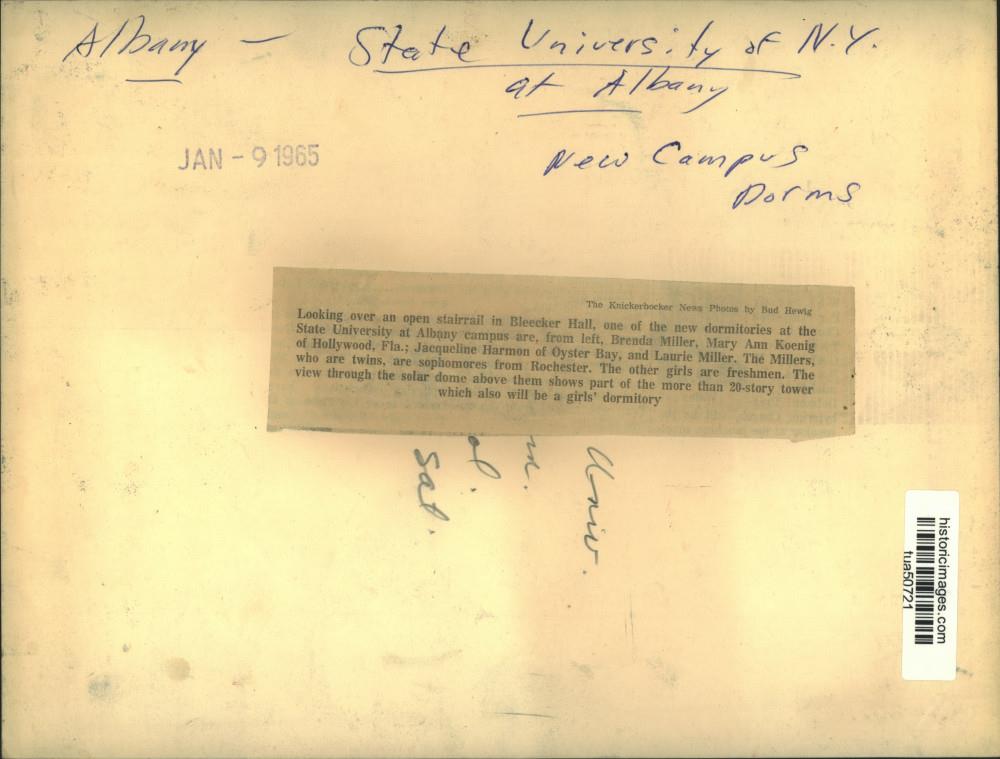 Albany — State University of N.Y.
at Albany
JAN - 9 1965
New Campus
Dorms
The Knickerbocker News Photos by Bud Hewig
Looking over an open stairrail in Bleecker Hall, one of the new dormitories at the
State University at Albany campus are, from left, Brenda Miller, Mary Ann Koenig
of Hollywood, Fla.; Jacqueline Harmon of Oyster Bay, and Laurie Miller. The Millers,
who are twins, are sophomores from Rochester. The other girls are freshmen. The
view through the solar dome above them shows part of the more than 20-story tower
which also will be a girls' dormitory
Univ.
Sat.
historicimages.com
tua50721